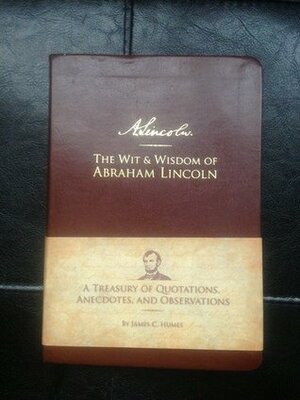 A. Lincoln.
THE WIT & WISDOM OF
ABRAHAM LINCOLN
A TREASURY OF QUOTATIONS,
ANECDOTES, AND OBSERVATIONS
BY JAMES C. HUMES